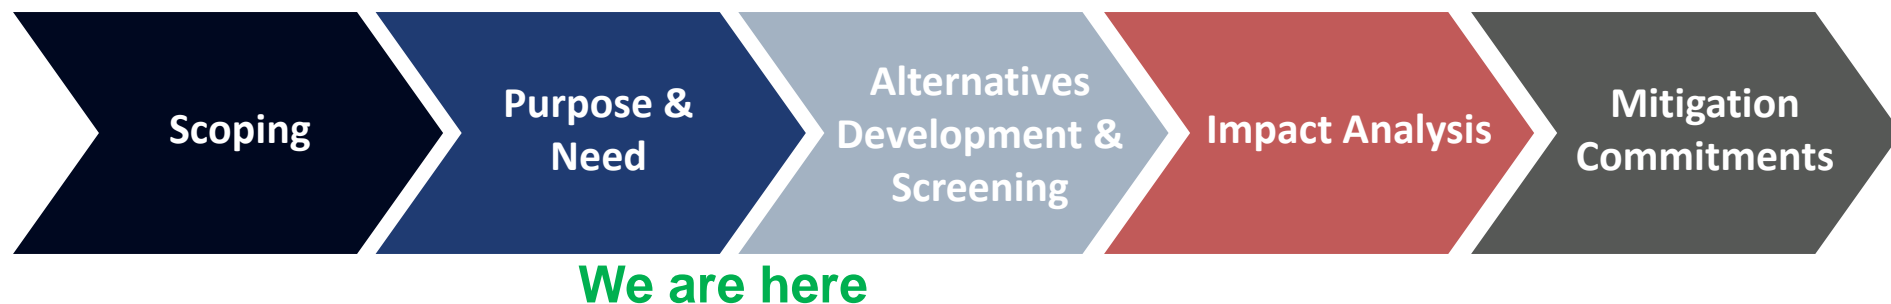 Scoping
Purpose &
Need
Alternatives
Development &
Screening
Impact Analysis
Mitigation
Commitments
We are here